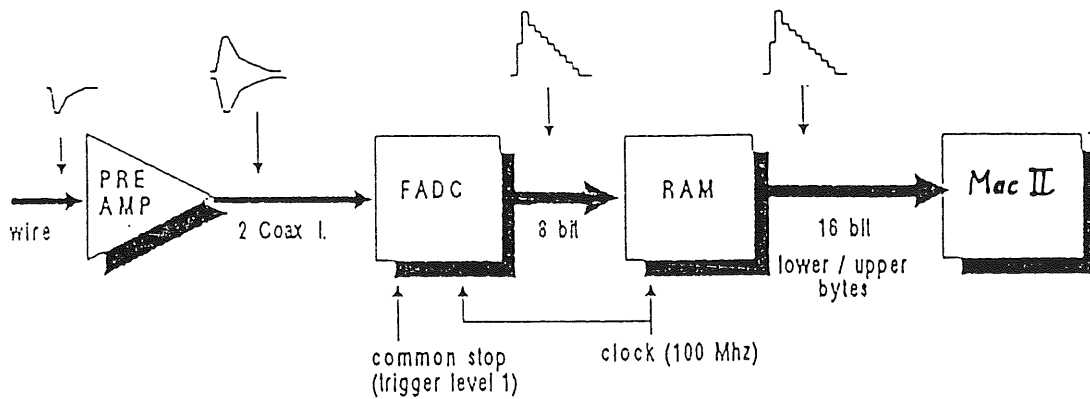 PRE
AMP
FADC
RAM
Mac II
wire
2 Coax l.
8 bit
16 bit
lower / upper
bytes
common stop
(trigger level 1)
clock (100 Mhz)